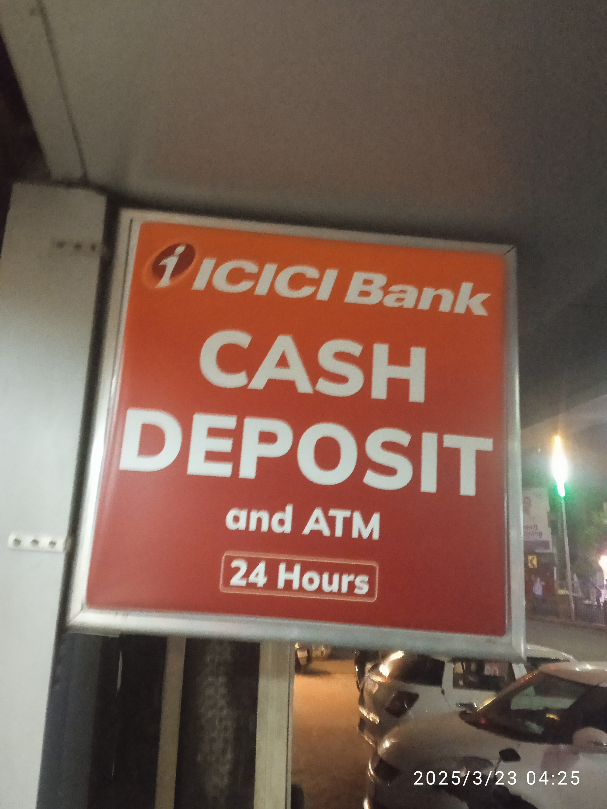 i ICICI Bank
CASH
DEPOSIT
and ATM
24 Hours
2025/3/23 04:25